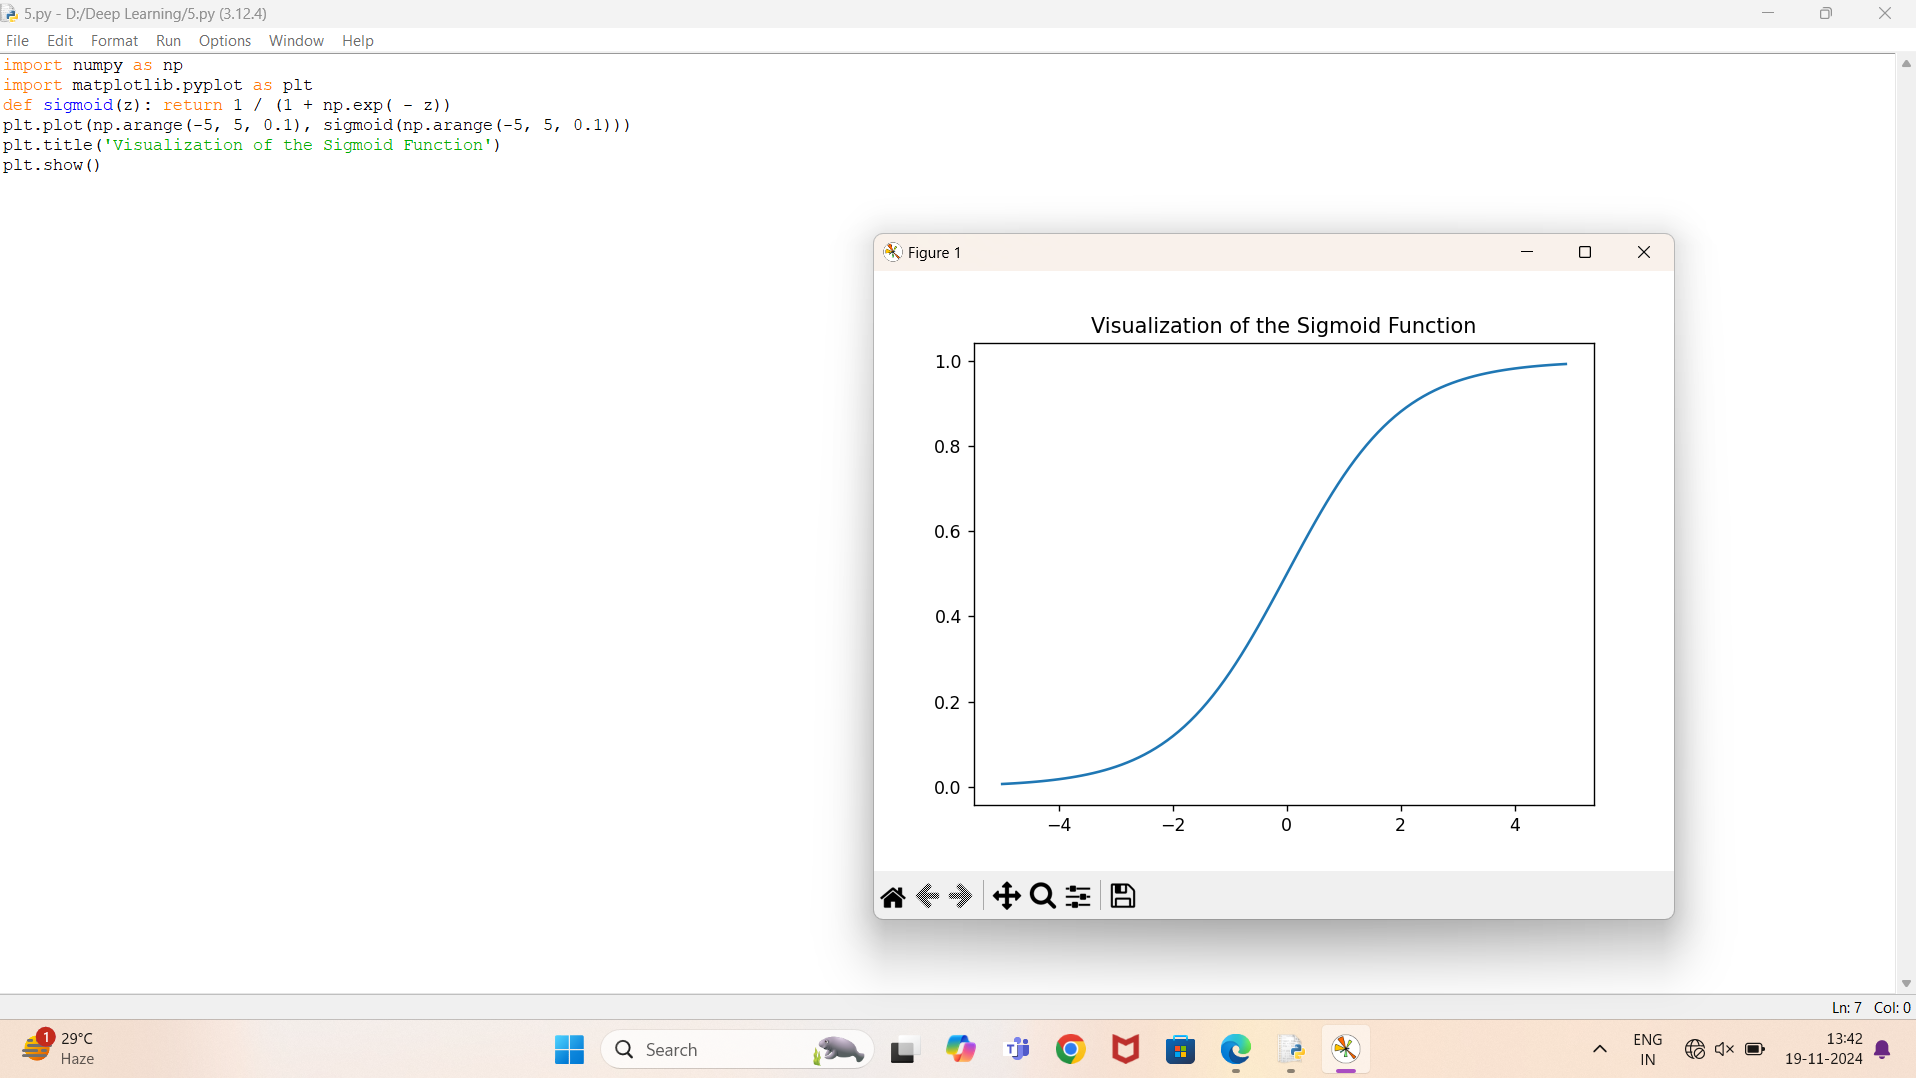 5.py - D:/Deep Learning/5.py (3.12.4)
File Edit Format Run Options Window Help
import numpy as np
import matplotlib.pyplot as plt
def sigmoid(z): return 1 / (1 + np.exp( - z))
plt.plot(np.arange(-5, 5, 0.1), sigmoid(np.arange(-5, 5, 0.1)))
plt.title('Visualization of the Sigmoid Function')
plt.show()
Figure 1
Visualization of the Sigmoid Function
1.0
0.8
0.6
0.4
0.2
0.0
−4 −2 0 2 4
Ln: 7 Col: 0
1
29°C
Haze
Search
ENG
IN
13:42
19-11-2024